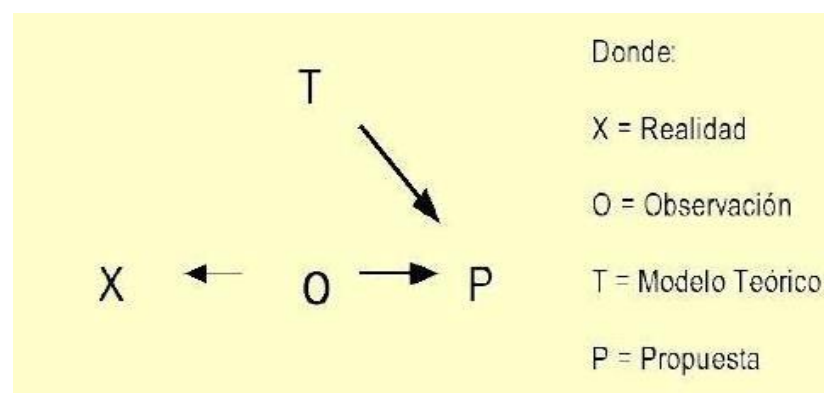 T
X O P
Donde:
X = Realidad
O = Observación
T = Modelo Teórico
P = Propuesta